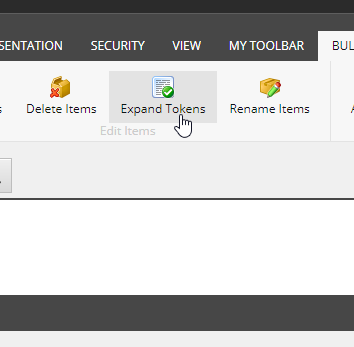 SENTATION SECURITY VIEW MY TOOLBAR BUL
s Delete Items Expand Tokens Rename Items
Edit Items